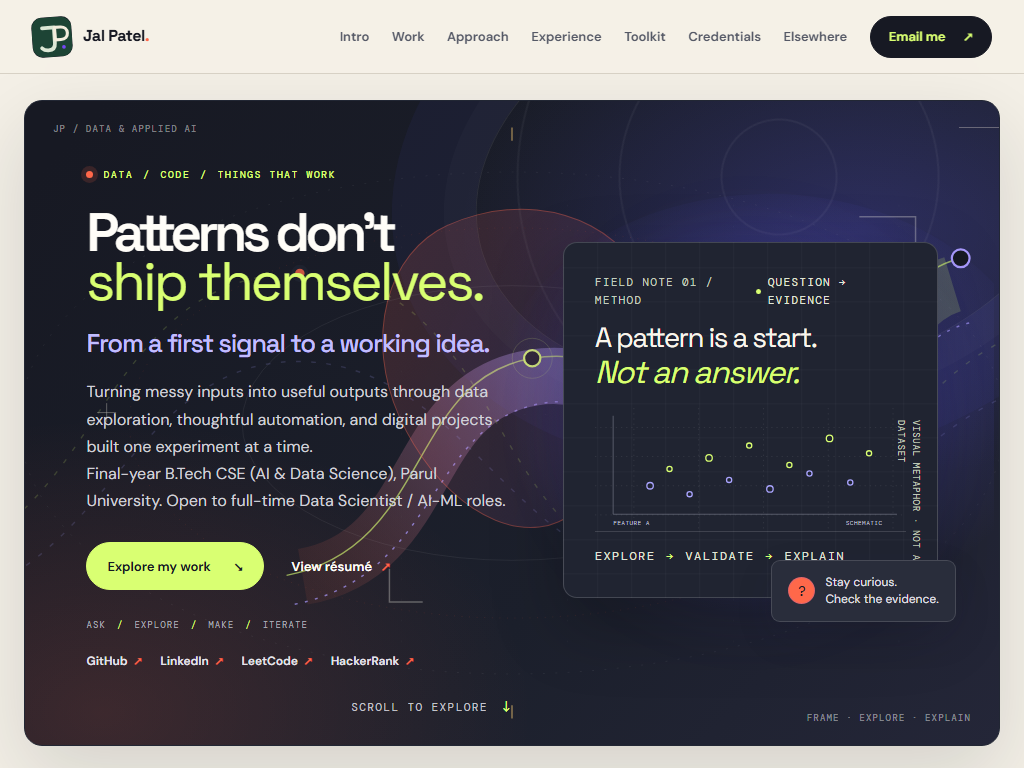 JP
Jal Patel.
Intro
Work
Approach
Experience
Toolkit
Credentials
Elsewhere
Email me ↗
JP / DATA & APPLIED AI
DATA / CODE / THINGS THAT WORK
Patterns don't
ship themselves.
From a first signal to a working idea.
Turning messy inputs into useful outputs through data
exploration, thoughtful automation, and digital projects
built one experiment at a time.
Final-year B.Tech CSE (AI & Data Science), Parul
University. Open to full-time Data Scientist / AI-ML roles.
Explore my work ↘
View résumé ↗
ASK / EXPLORE / MAKE / ITERATE
GitHub ↗
LinkedIn ↗
LeetCode ↗
HackerRank ↗
SCROLL TO EXPLORE ↓
FIELD NOTE 01 /
METHOD
QUESTION →
EVIDENCE
A pattern is a start.
Not an answer.
VISUAL METAPHOR · NOT A
DATASET
FEATURE A
SCHEMATIC
EXPLORE → VALIDATE → EXPLAIN
?
Stay curious.
Check the evidence.
FRAME · EXPLORE · EXPLAIN